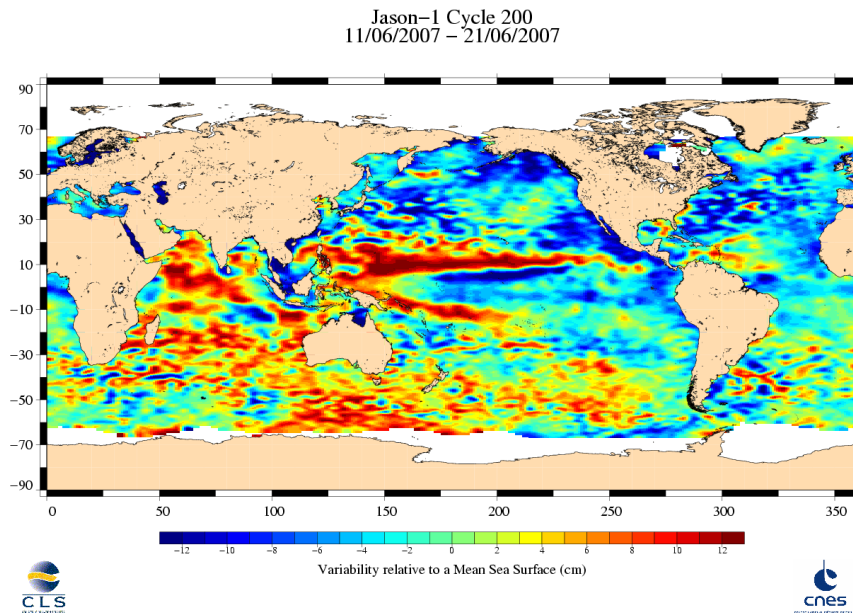 Jason−1 Cycle 200
11/06/2007 − 21/06/2007
90
70
50
30
10
−10
−30
−50
−70
−90
0 50 100 150 200 250 300 350
−12 −10 −8 −6 −4 −2 0 2 4 6 8 10 12
Variability relative to a Mean Sea Surface (cm)
CLS
cnes